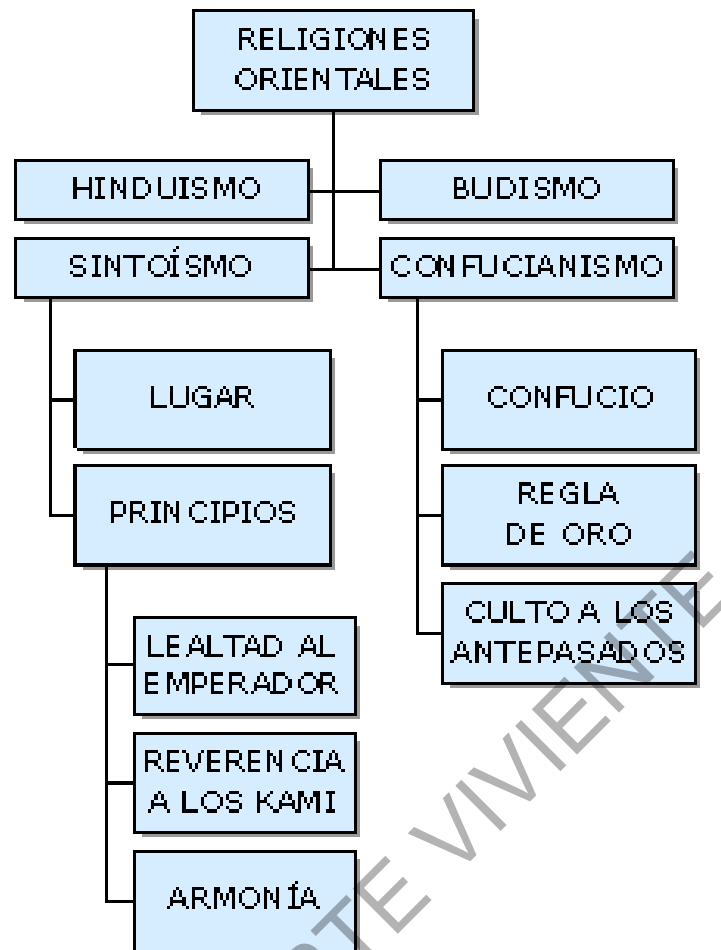 RELIGIONES
ORIENTALES
HINDUISMO
BUDISMO
SINTOÍSMO
CONFUCIANISMO
LUGAR
PRINCIPIOS
LEALTAD AL
EMPERADOR
REVERENCIA
A LOS KAMI
ARMONÍA
CONFUCIO
REGLA
DE ORO
CULTO A LOS
ANTEPASADOS
VIVIENTE